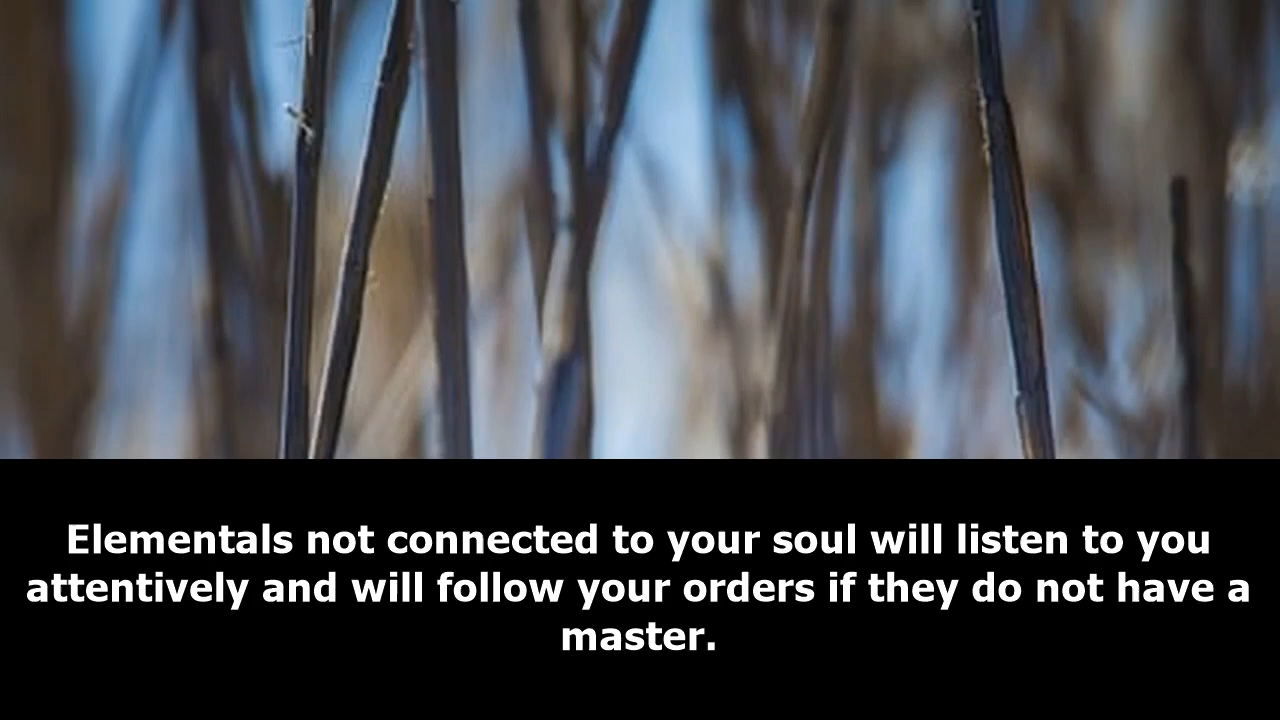 Elementals not connected to your soul will listen to you
attentively and will follow your orders if they do not have a
master.